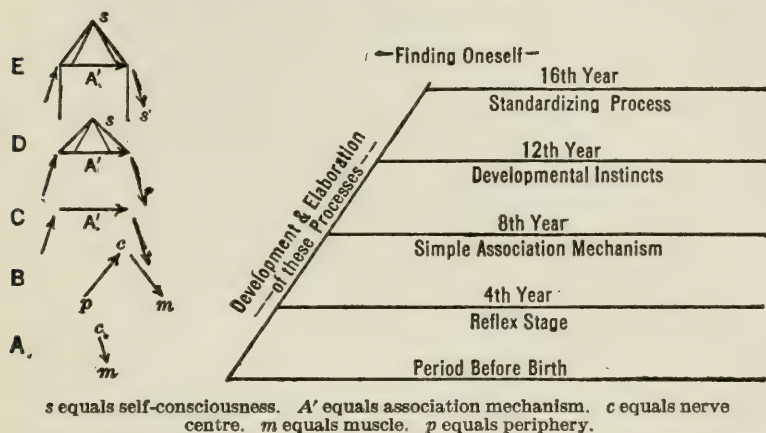 s
E
A'
s
s
D
A'
p
C
A'
c
B
p
m
c
A.
m
Finding Oneself
16th Year
Standardizing Process
12th Year
Developmental Instincts
8th Year
Simple Association Mechanism
4th Year
Reflex Stage
Period Before Birth
Development & Elaboration
of these Processes
s equals self-consciousness. A' equals association mechanism. c equals nerve
centre. m equals muscle. p equals periphery.